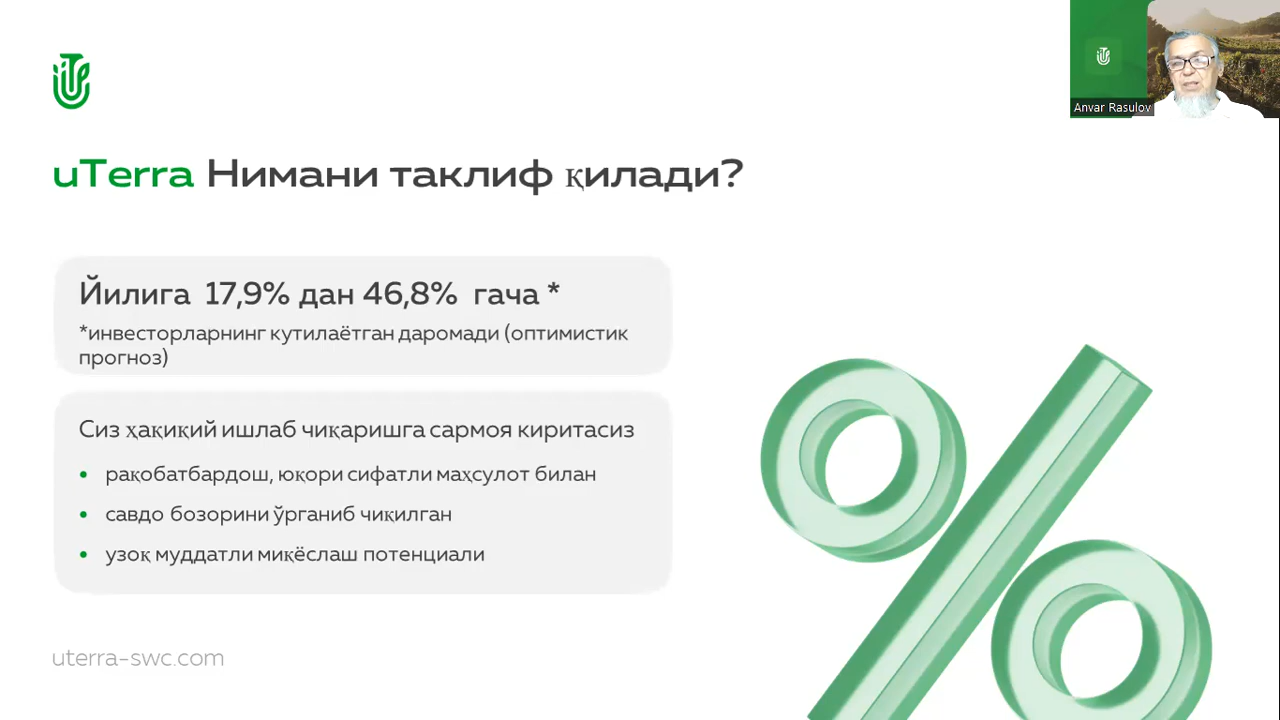 Anvar Rasulov
uTerra Нимани таклиф қилади?
Йилига 17,9% дан 46,8% гача *
*инвесторларнинг кутилаётган даромади (оптимистик
прогноз)
Сиз ҳақиқий ишлаб чиқаришга сармоя киритасиз
• рақобатбардош, юқори сифатли маҳсулот билан
• савдо бозорини ўрганиб чиқилган
• узоқ муддатли миқёслаш потенциали
uterra-swc.com